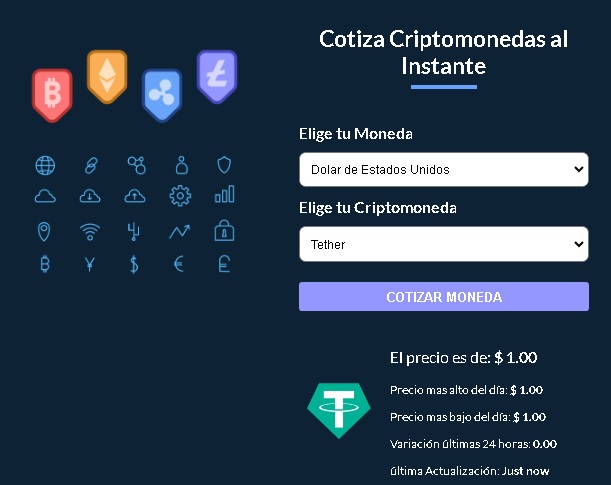 Cotiza Criptomonedas al
Instante
Elige tu Moneda
Dolar de Estados Unidos
Elige tu Criptomoneda
Tether
COTIZAR MONEDA
El precio es de: $ 1.00
Precio mas alto del día: $ 1.00
Precio mas bajo del día: $ 1.00
Variación últimas 24 horas: 0.00
última Actualización: Just now